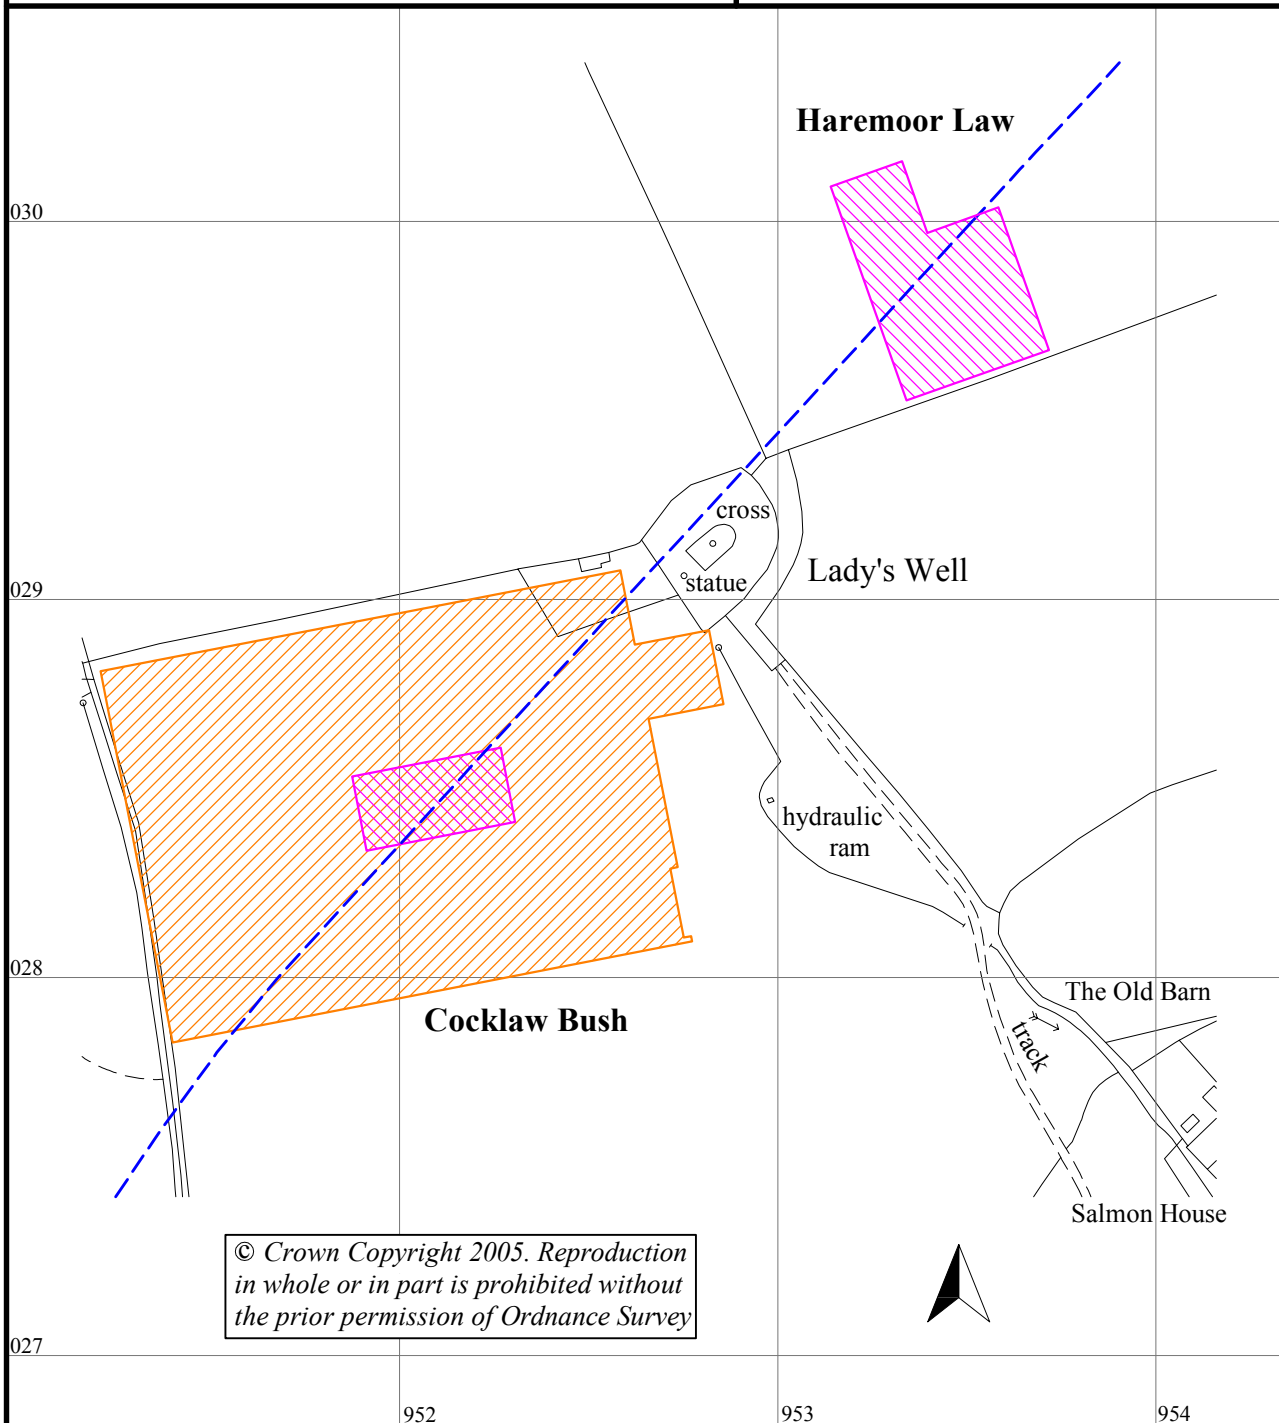 Haremoor Law
030
cross
Lady's Well
statue
029
hydraulic
ram
028
The Old Barn
Cocklaw Bush
track
Salmon House
© Crown Copyright 2005. Reproduction
in whole or in part is prohibited without
the prior permission of Ordnance Survey
027
952
953
954